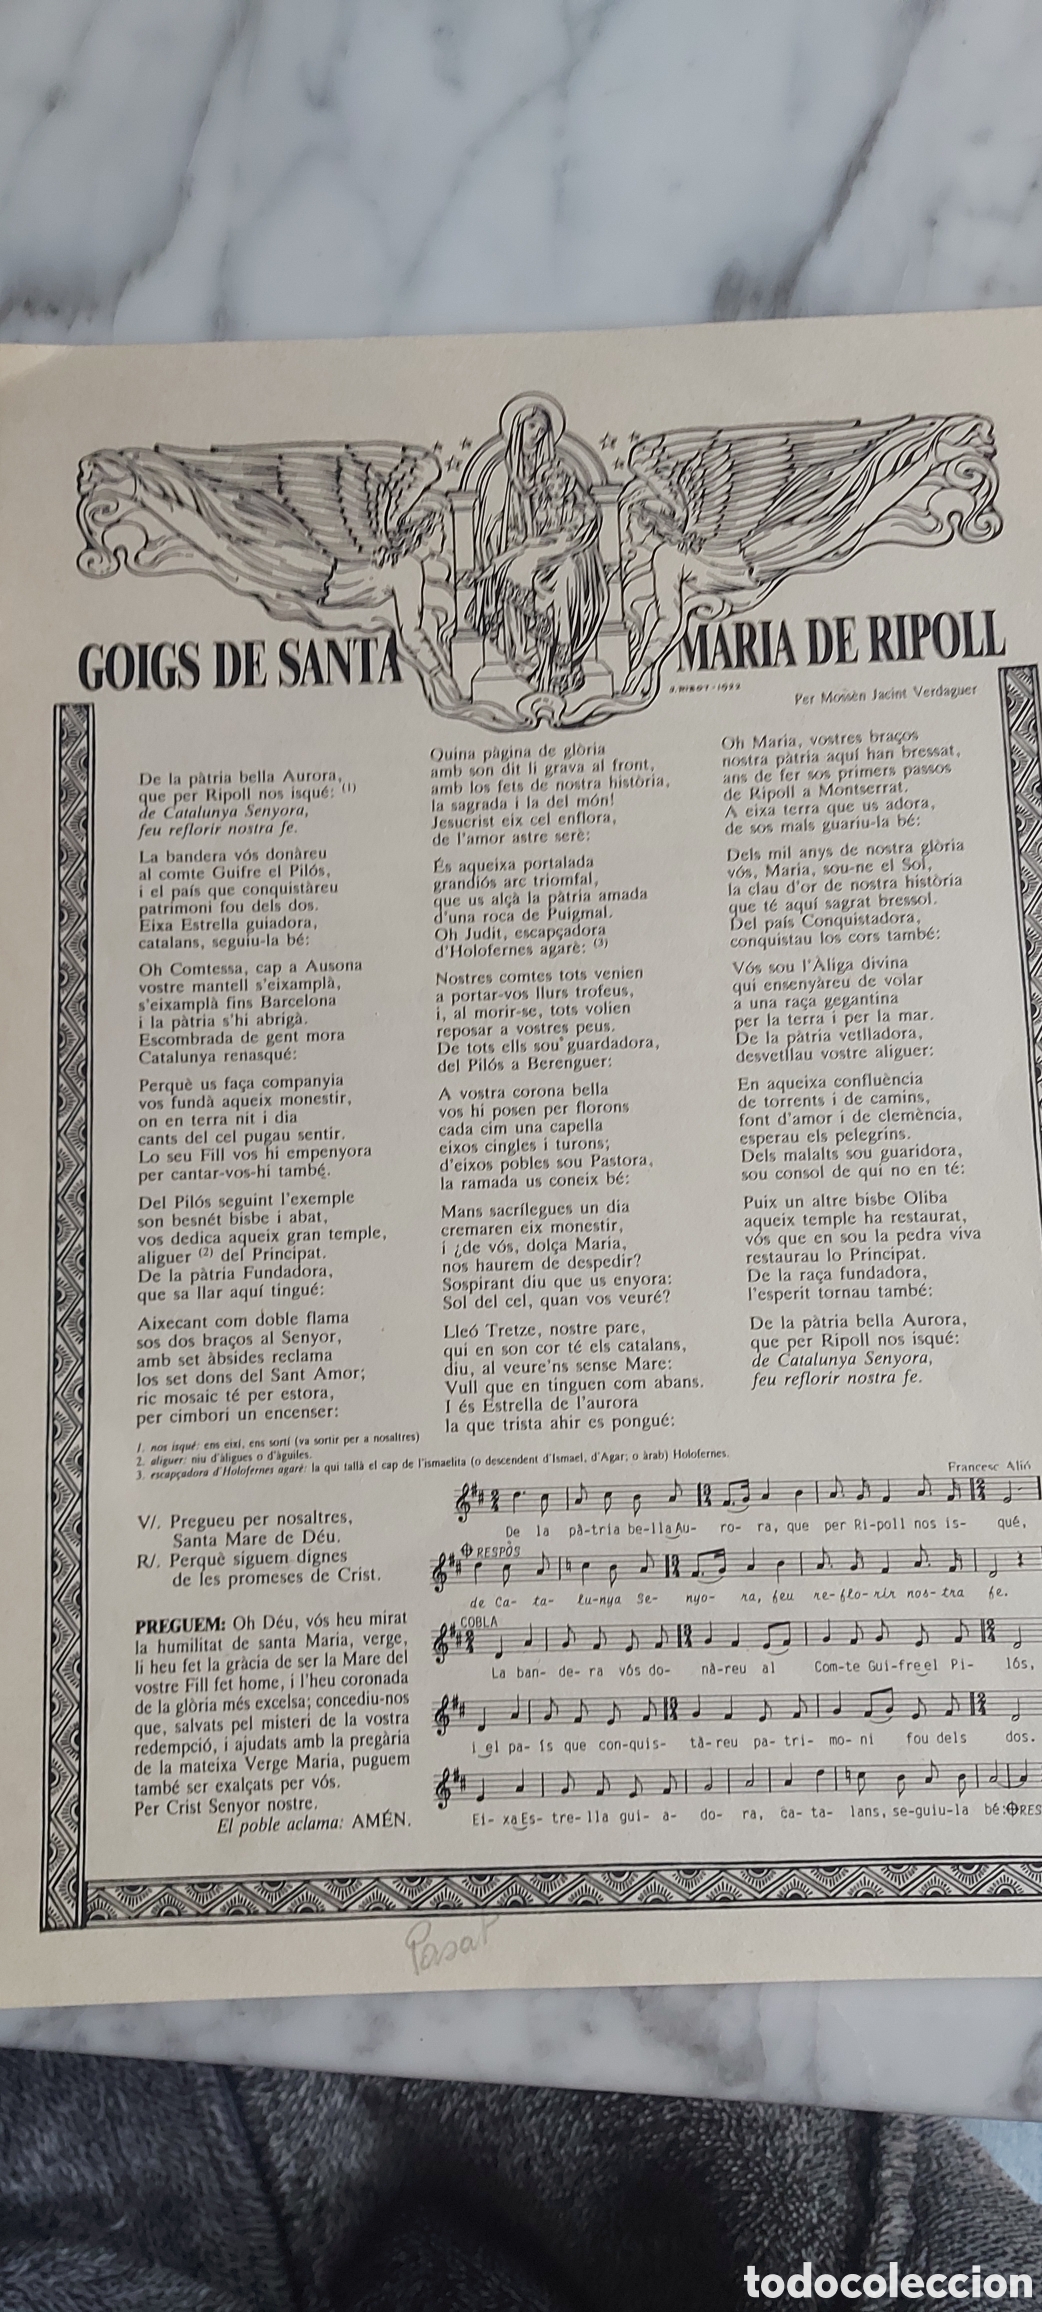 GOIGS DE SANTA MARIA DE RIPOLL
Per Mossèn Jacint Verdaguer
De la pàtria bella Aurora,
que per Ripoll nos isqué: (1)
de Catalunya Senyora,
feu reflorir nostra fe.
La bandera vós donàreu
al comte Guifre el Pilós,
i el país que conquistàreu
patrimoni fou dels dos.
Eixa Estrella guiadora,
catalans, seguiu-la bé:
Oh Comtessa, cap a Ausona
vostre mantell s'eixamplà,
s'eixamplà fins Barcelona
i la pàtria s'hi abrigà.
Escombrada de gent mora
Catalunya renasqué:
Perquè us faça companyia
vos fundà aqueix monestir,
on en terra nit i dia
cants del cel pugau sentir.
Lo seu Fill vos hi empenyora
per cantar-vos-hi també.
Del Pilós seguint l'exemple
son besnét bisbe i abat,
vos dedica aqueix gran temple,
aliguer (2) del Principat.
De la pàtria Fundadora,
que sa llar aquí tingué:
Aixecant com doble flama
sos dos braços al Senyor,
amb set àbsides reclama
los set dons del Sant Amor;
ric mosaic té per estora,
per cimbori un encenser:
Quina pàgina de glòria
amb son dit li grava al front,
amb los fets de nostra història,
la sagrada i la del món!
Jesucrist eix cel enflora,
de l'amor astre serè:
És aqueixa portalada
grandiós arc triomfal,
que us alçà la pàtria amada
d'una roca de Puigmal.
Oh Judit, escapçadora
d'Holofernes agarè: (3)
Nostres comtes tots venien
a portar-vos llurs trofeus,
i, al morir-se, tots volien
reposar a vostres peus.
De tots ells sou guardadora,
del Pilós a Berenguer:
A vostra corona bella
vos hi posen per florons
cada cim una capella
eixos cingles i turons;
d'eixos pobles sou Pastora,
la ramada us coneix bé:
Mans sacrílegues un dia
cremaren eix monestir,
i ¿de vós, dolça Maria,
nos haurem de despedir?
Sospirant diu que us enyora:
Sol del cel, quan vos veuré?
Lleó Tretze, nostre pare,
qui en son cor té els catalans,
diu, al veure'ns sense Mare:
Vull que en tinguen com abans.
I és Estrella de l'aurora
la que trista ahir es pongué:
Oh Maria, vostres braços
nostra pàtria aquí han bressat,
ans de fer sos primers passos
de Ripoll a Montserrat.
A eixa terra que us adora,
de sos mals guariu-la bé:
Dels mil anys de nostra glòria
vós, Maria, sou-ne el Sol,
la clau d'or de nostra història
que té aquí sagrat bressol.
Del país Conquistadora,
conquistau los cors també:
Vós sou l'Àliga divina
qui ensenyàreu de volar
a una raça gegantina
per la terra i per la mar.
De la pàtria vetlladora,
desvetllau vostre aliguer:
En aqueixa confluència
de torrents i de camins,
font d'amor i de clemència,
esperau els pelegrins.
Dels malalts sou guaridora,
sou consol de qui no en té:
Puix un altre bisbe Oliba
aqueix temple ha restaurat,
vós que en sou la pedra viva
restaurau lo Principat.
De la raça fundadora,
l'esperit tornau també:
De la pàtria bella Aurora,
que per Ripoll nos isqué:
de Catalunya Senyora,
feu reflorir nostra fe.
1. nos isqué: ens eixí, ens sortí (va sortir per a nosaltres)
2. aliguer: niu d'àligues o d'àguiles.
3. escapçadora d'Holofernes agarè: la qui tallà el cap de l'ismaelita (o descendent d'Ismael, d'Agar; o àrab) Holofernes.
V/. Pregueu per nosaltres,
Santa Mare de Déu.
R/. Perquè siguem dignes
de les promeses de Crist.
PREGUEM: Oh Déu, vós heu mirat
la humilitat de santa Maria, verge,
li heu fet la gràcia de ser la Mare del
vostre Fill fet home, i l'heu coronada
de la glòria més excelsa; concediu-nos
que, salvats pel misteri de la vostra
redempció, i ajudats amb la pregària
de la mateixa Verge Maria, puguem
també ser exalçats per vós.
Per Crist Senyor nostre.
El poble aclama: AMÉN.
Francesc Alió
De la pà-tria be-lla Au- ro- ra, que per Ri-poll nos is- qué,
RESPÒS
de Ca- ta- lu-nya Se- nyo- ra, feu re-flo-rir nos-tra fe.
COBLA
La ban- de- ra vós do- nà-reu al Com-te Gui-fre el Pi- lós,
i el pa- ís que con-quis- tà-reu pa- tri- mo- ni fou dels dos.
Ei- xa Es- tre-lla gui- a- do- ra, ca- ta- lans, se-guiu-la bé: RES
todocoleccion